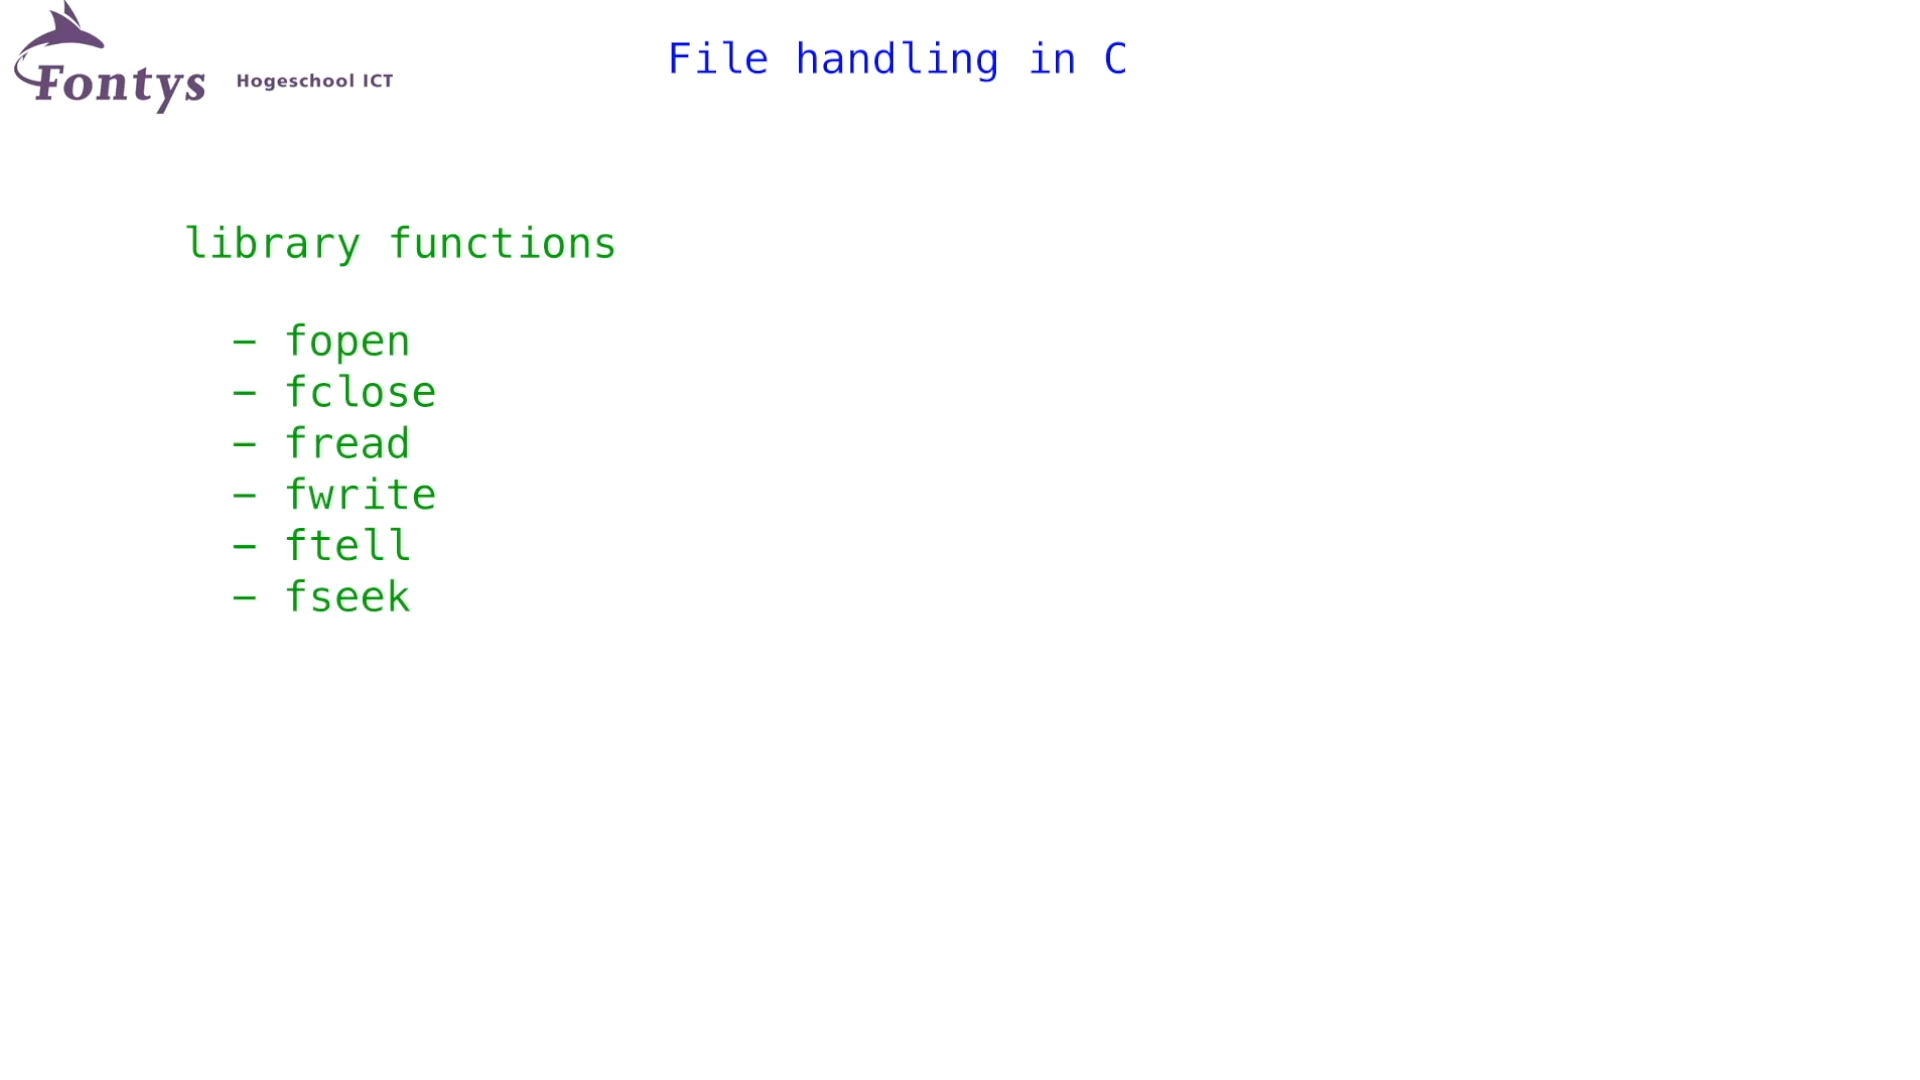 Fontys Hogeschool ICT
File handling in C
library functions
– fopen
– fclose
– fread
– fwrite
– ftell
– fseek